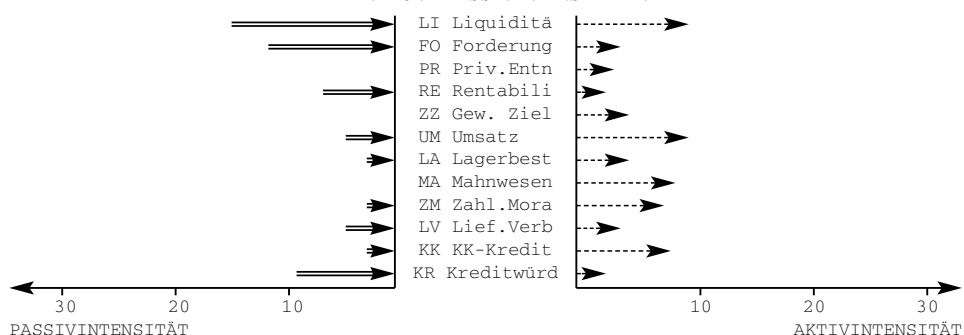 LI Liquiditä
FO Forderung
PR Priv.Entn
RE Rentabili
ZZ Gew. Ziel
UM Umsatz
LA Lagerbest
MA Mahnwesen
ZM Zahl.Mora
LV Lief.Verb
KK KK-Kredit
KR Kreditwürd
30 20 10 10 20 30
PASSIVINTENSITÄT AKTIVINTENSITÄT